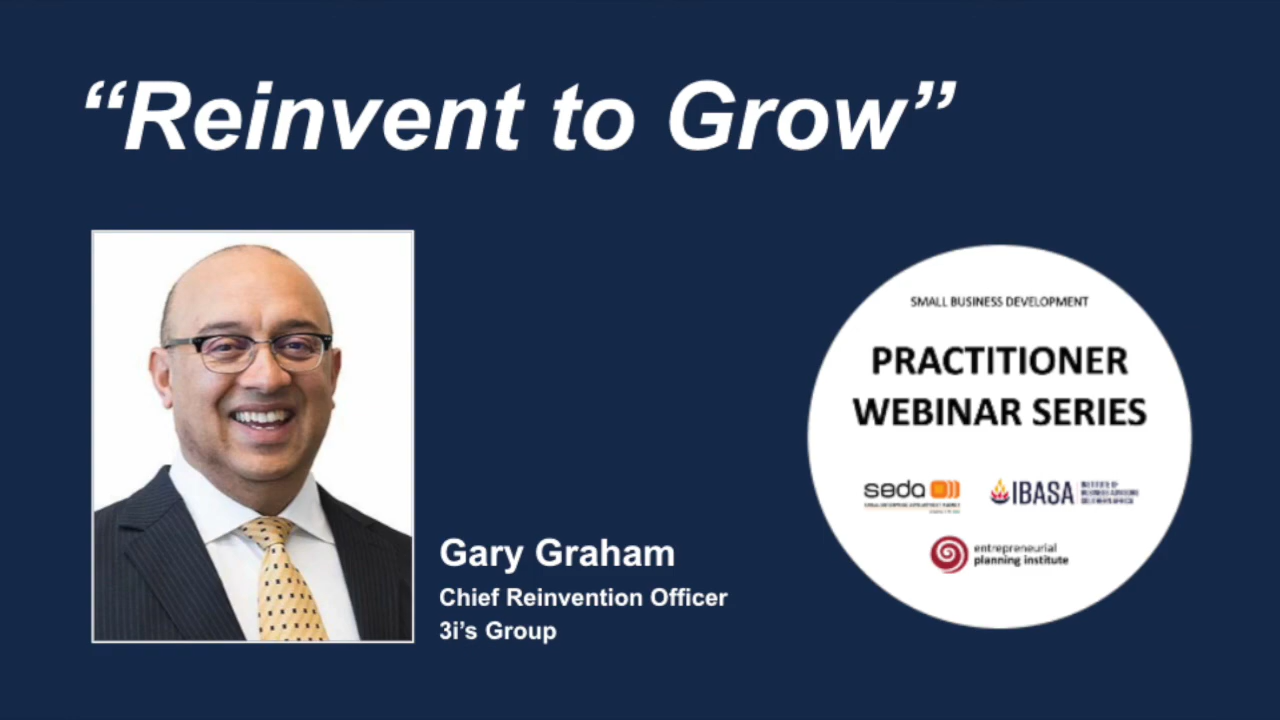 “Reinvent to Grow”
Gary Graham
Chief Reinvention Officer
3i’s Group
SMALL BUSINESS DEVELOPMENT
PRACTITIONER
WEBINAR SERIES
seda
IBASA
entrepreneurial
planning institute